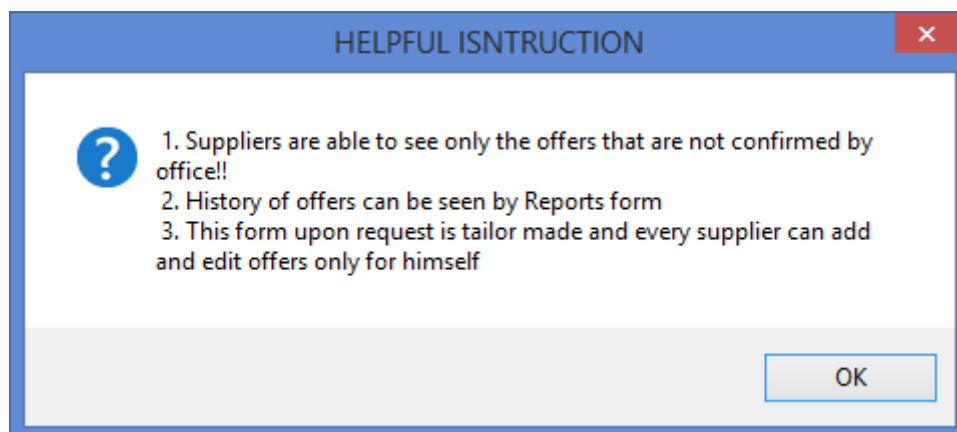 HELPFUL ISNTRUCTION
1. Suppliers are able to see only the offers that are not confirmed by
office!!
2. History of offers can be seen by Reports form
3. This form upon request is tailor made and every supplier can add
and edit offers only for himself
OK